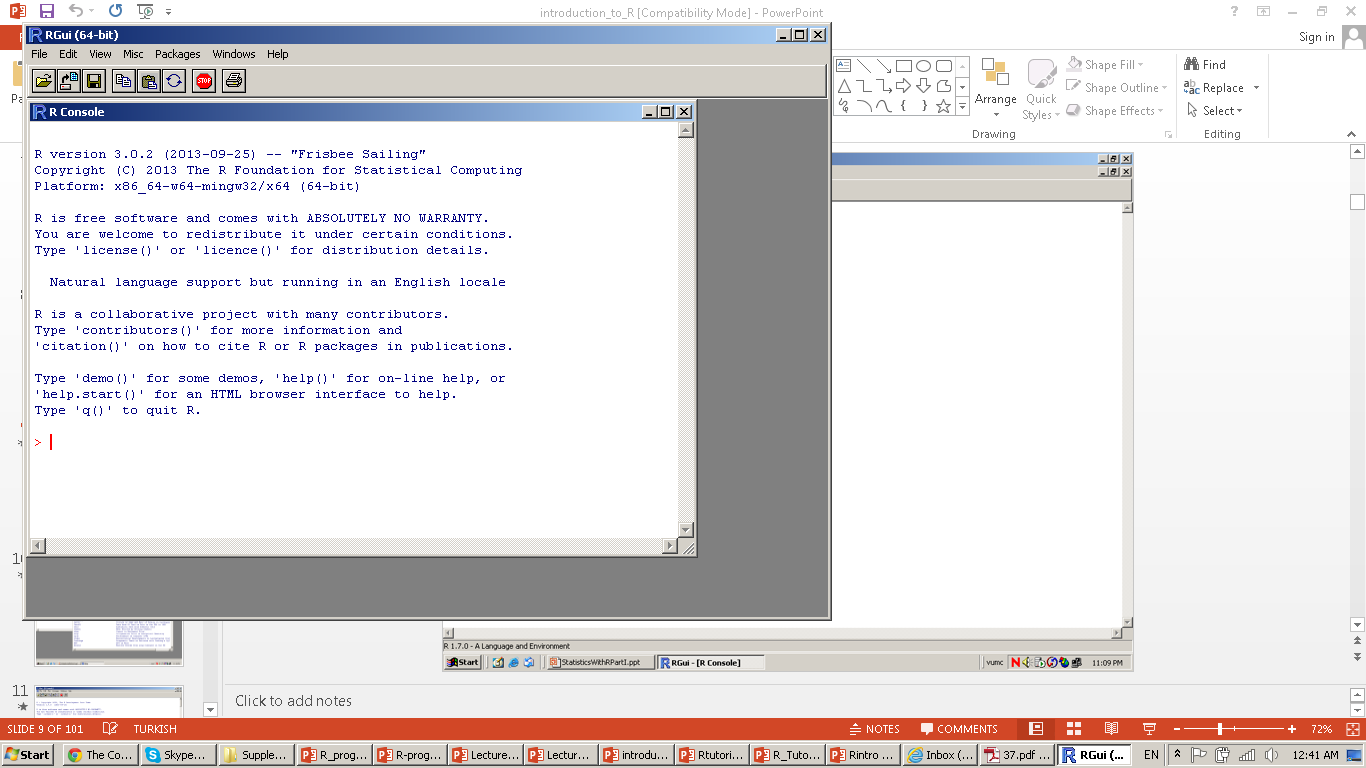 introduction_to_R [Compatibility Mode] - PowerPoint
Sign in
RGui (64-bit)
File Edit View Misc Packages Windows Help
STOP
R Console
R version 3.0.2 (2013-09-25) -- "Frisbee Sailing"
Copyright (C) 2013 The R Foundation for Statistical Computing
Platform: x86_64-w64-mingw32/x64 (64-bit)
R is free software and comes with ABSOLUTELY NO WARRANTY.
You are welcome to redistribute it under certain conditions.
Type 'license()' or 'licence()' for distribution details.
Natural language support but running in an English locale
R is a collaborative project with many contributors.
Type 'contributors()' for more information and
'citation()' on how to cite R or R packages in publications.
Type 'demo()' for some demos, 'help()' for on-line help, or
'help.start()' for an HTML browser interface to help.
Type 'q()' to quit R.
>
Arrange
Quick
Styles
Shape Fill
Shape Outline
Shape Effects
Drawing
Find
Replace
Select
Editing
R 1.7.0 - A Language and Environment
Start StatisticsWithRPartI.ppt RGui - [R Console] vumc 11:09 PM
11
Click to add notes
SLIDE 9 OF 101 TURKISH NOTES COMMENTS 72%
Start The Co... Skype... Supple... R_prog... R-prog... Lecture... Lectur... introdu... Rtutori... R_Tuto... Rintro ... Inbox (... 37.pdf ... RGui (... EN 12:41 AM